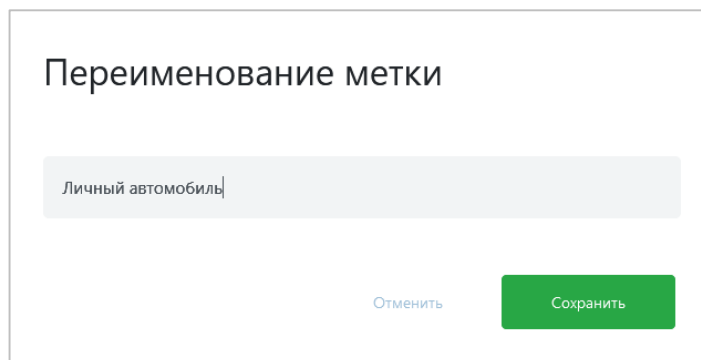 Переименование метки
Личный автомобиль
Отменить
Сохранить